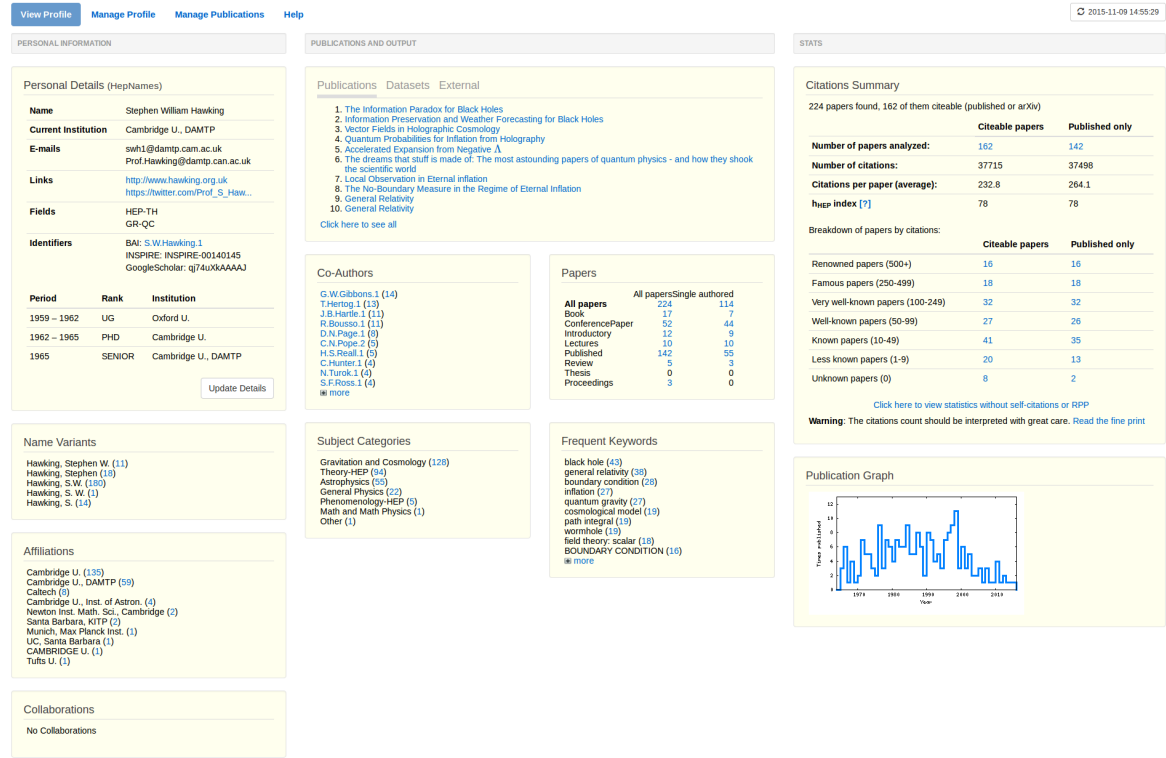 View Profile Manage Profile Manage Publications Help
2015-11-09 14:55:29
PERSONAL INFORMATION
Personal Details (HepNames)
Name Stephen William Hawking
Current Institution Cambridge U., DAMTP
E-mails swh1@damtp.cam.ac.uk
Prof.Hawking@damtp.can.ac.uk
Links http://www.hawking.org.uk
https://twitter.com/Prof_S_Haw...
Fields HEP-TH
GR-QC
Identifiers BAI: S.W.Hawking.1
INSPIRE: INSPIRE-00140145
GoogleScholar: qj74uXkAAAAJ
Period Rank Institution
1959 – 1962 UG Oxford U.
1962 – 1965 PHD Cambridge U.
1965 SENIOR Cambridge U., DAMTP
Update Details
Name Variants
Hawking, Stephen W. (11)
Hawking, Stephen (18)
Hawking, S.W. (180)
Hawking, S. W. (1)
Hawking, S. (14)
Affiliations
Cambridge U. (135)
Cambridge U., DAMTP (59)
Caltech (8)
Cambridge U., Inst. of Astron. (4)
Newton Inst. Math. Sci., Cambridge (2)
Santa Barbara, KITP (2)
Munich, Max Planck Inst. (1)
UC, Santa Barbara (1)
CAMBRIDGE U. (1)
Tufts U. (1)
Collaborations
No Collaborations
PUBLICATIONS AND OUTPUT
Publications Datasets External
1. The Information Paradox for Black Holes
2. Information Preservation and Weather Forecasting for Black Holes
3. Vector Fields in Holographic Cosmology
4. Quantum Probabilities for Inflation from Holography
5. Accelerated Expansion from Negative Λ
6. The dreams that stuff is made of: The most astounding papers of quantum physics - and how they shook
the scientific world
7. Local Observation in Eternal inflation
8. The No-Boundary Measure in the Regime of Eternal Inflation
9. General Relativity
10. General Relativity
Click here to see all
Co-Authors
G.W.Gibbons.1 (14)
T.Hertog.1 (13)
J.B.Hartle.1 (11)
R.Bousso.1 (11)
D.N.Page.1 (8)
C.N.Pope.2 (5)
H.S.Reall.1 (5)
C.Hunter.1 (4)
N.Turok.1 (4)
S.F.Ross.1 (4)
more
Papers
All papersSingle authored
All papers 224 114
Book 17 7
ConferencePaper 52 44
Introductory 12 9
Lectures 10 10
Published 142 55
Review 5 3
Thesis 0 0
Proceedings 3 0
Subject Categories
Gravitation and Cosmology (128)
Theory-HEP (94)
Astrophysics (55)
General Physics (22)
Phenomenology-HEP (5)
Math and Math Physics (1)
Other (1)
Frequent Keywords
black hole (43)
general relativity (38)
boundary condition (28)
inflation (27)
quantum gravity (27)
cosmological model (19)
path integral (19)
wormhole (19)
field theory: scalar (18)
BOUNDARY CONDITION (16)
more
STATS
Citations Summary
224 papers found, 162 of them citeable (published or arXiv)
Citeable papers Published only
Number of papers analyzed: 162 142
Number of citations: 37715 37498
Citations per paper (average): 232.8 264.1
hHEP index [?] 78 78
Breakdown of papers by citations:
Citeable papers Published only
Renowned papers (500+) 16 16
Famous papers (250-499) 18 18
Very well-known papers (100-249) 32 32
Well-known papers (50-99) 27 26
Known papers (10-49) 41 35
Less known papers (1-9) 20 13
Unknown papers (0) 8 2
Click here to view statistics without self-citations or RPP
Warning: The citations count should be interpreted with great care. Read the fine print
Publication Graph
Times published
12
10
8
6
4
2
0
1970 1980 1990 2000 2010
Year